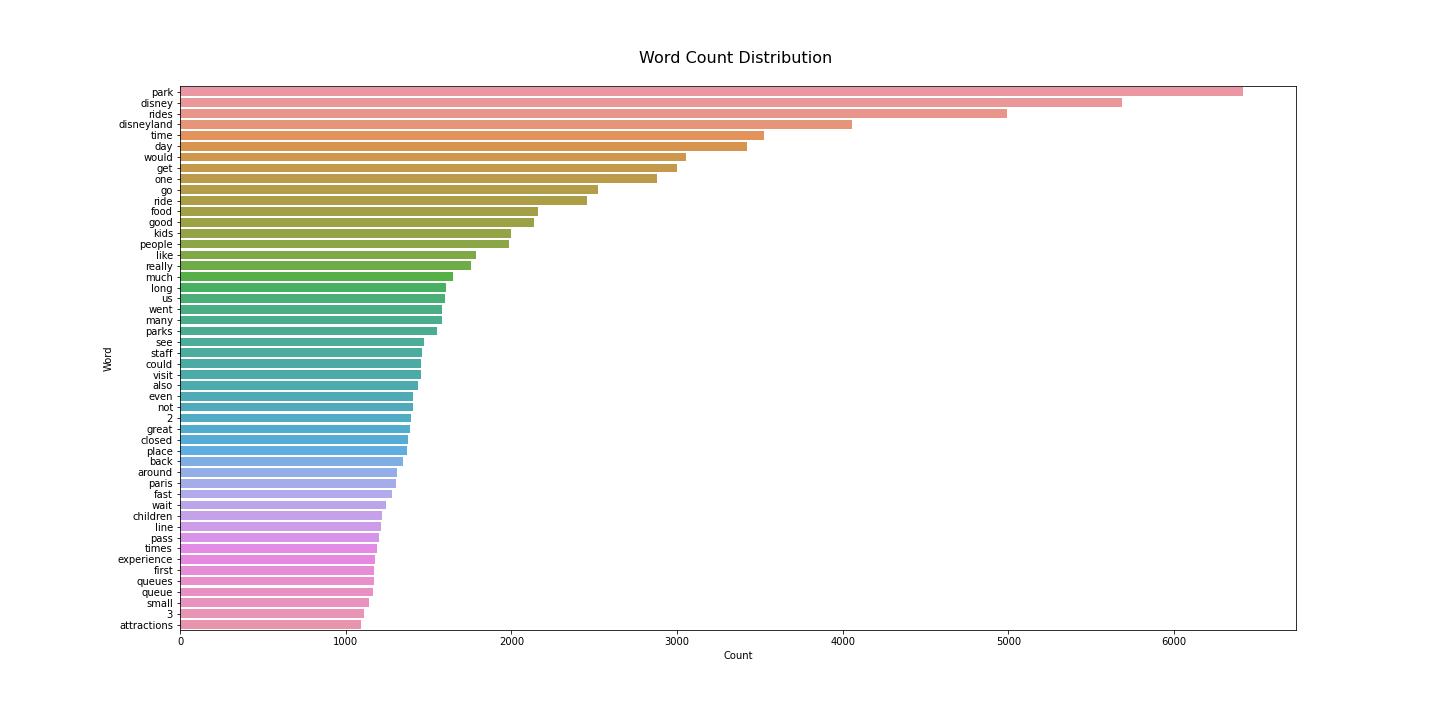 Word Count Distribution
park
disney
rides
disneyland
time
day
would
get
one
go
ride
food
good
kids
people
like
really
much
long
us
went
many
parks
see
staff
could
visit
also
even
not
2
great
closed
place
back
around
paris
fast
wait
children
line
pass
times
experience
first
queues
queue
small
3
attractions
Word
0 1000 2000 3000 4000 5000 6000
Count